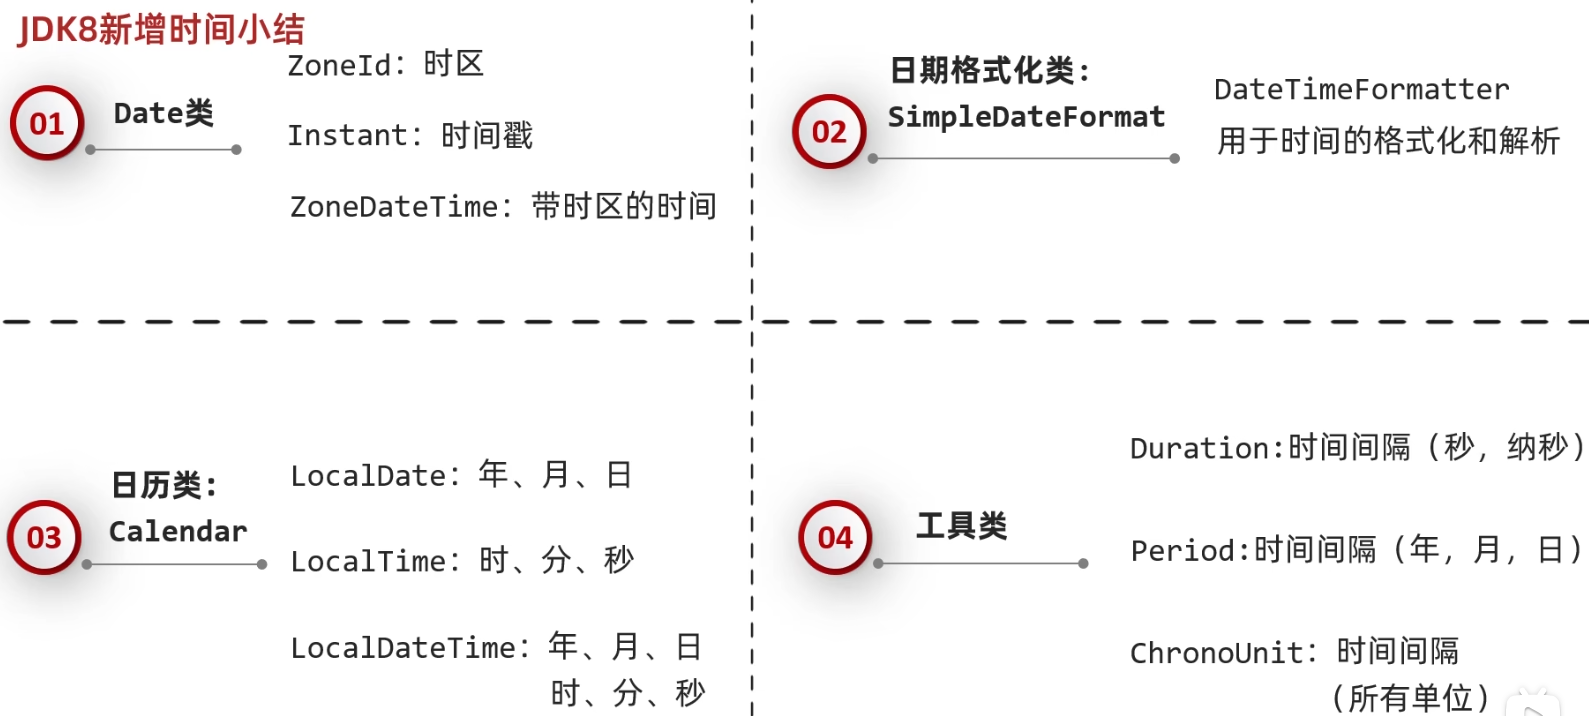 JDK8新增时间小结
01
Date类
ZoneId：时区
Instant：时间戳
ZoneDateTime：带时区的时间
02
日期格式化类：
SimpleDateFormat
DateTimeFormatter
用于时间的格式化和解析
03
日历类：
Calendar
LocalDate：年、月、日
LocalTime：时、分、秒
LocalDateTime：年、月、日
时、分、秒
04
工具类
Duration:时间间隔（秒，纳秒）
Period:时间间隔（年，月，日）
ChronoUnit：时间间隔
（所有单位）